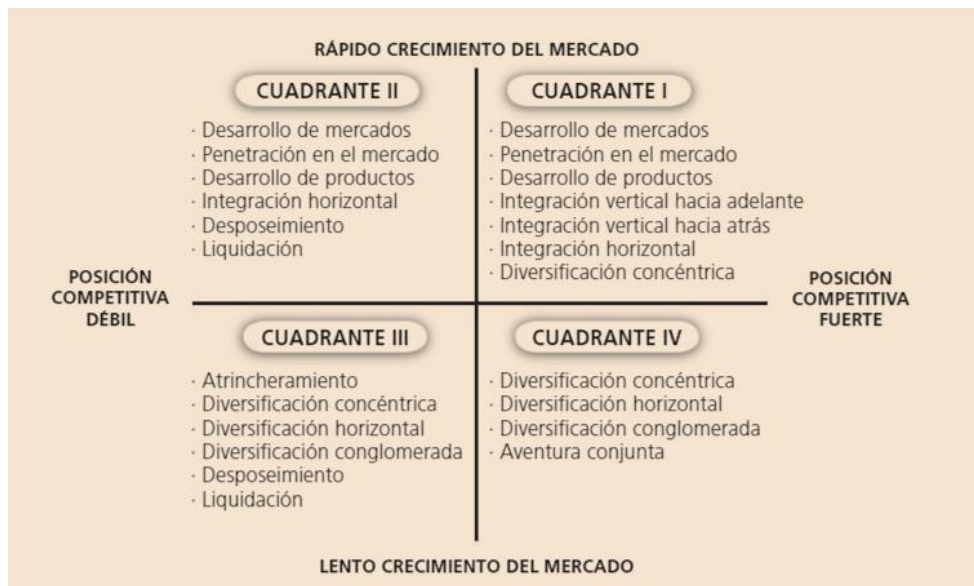 RÁPIDO CRECIMIENTO DEL MERCADO
CUADRANTE II
· Desarrollo de mercados
· Penetración en el mercado
· Desarrollo de productos
· Integración horizontal
· Desposeimiento
· Liquidación
CUADRANTE I
· Desarrollo de mercados
· Penetración en el mercado
· Desarrollo de productos
· Integración vertical hacia adelante
· Integración vertical hacia atrás
· Integración horizontal
· Diversificación concéntrica
POSICIÓN
COMPETITIVA
DÉBIL
POSICIÓN
COMPETITIVA
FUERTE
CUADRANTE III
· Atrincheramiento
· Diversificación concéntrica
· Diversificación horizontal
· Diversificación conglomerada
· Desposeimiento
· Liquidación
CUADRANTE IV
· Diversificación concéntrica
· Diversificación horizontal
· Diversificación conglomerada
· Aventura conjunta
LENTO CRECIMIENTO DEL MERCADO